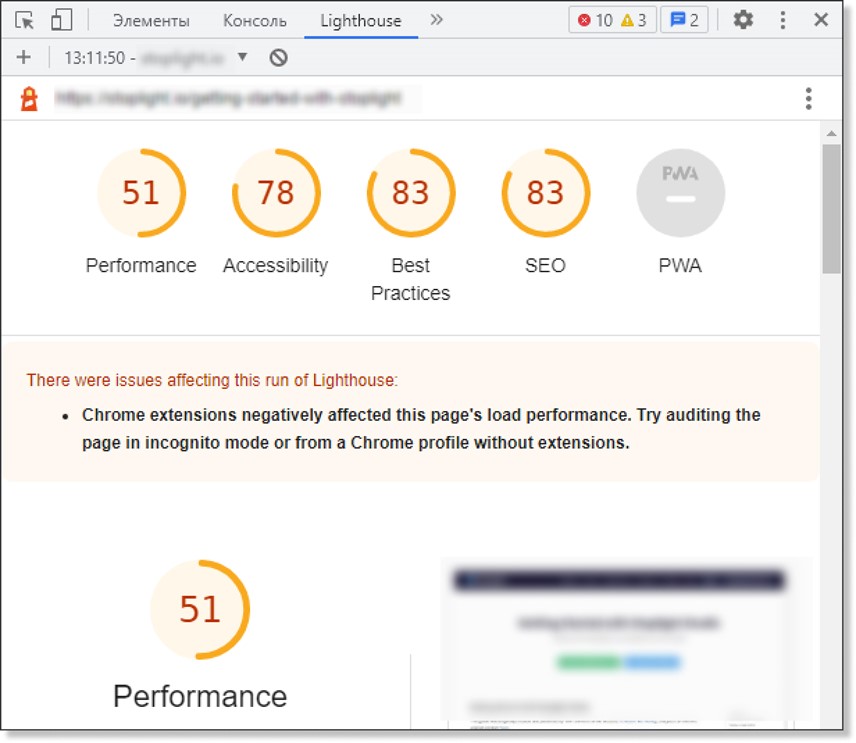 Элементы Консоль Lighthouse 10 3 2
13:11:50 -
51 78 83 83 PWA
Performance Accessibility Best Practices SEO PWA
There were issues affecting this run of Lighthouse:
Chrome extensions negatively affected this page's load performance. Try auditing the
page in incognito mode or from a Chrome profile without extensions.
51
Performance